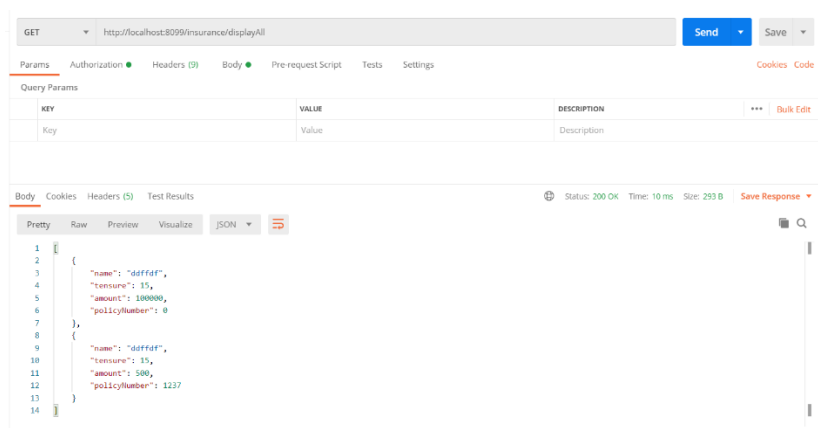 GET http://localhost:8099/insurance/displayAll Send Save
Params Authorization Headers (9) Body Pre-request Script Tests Settings Cookies Code
Query Params
KEY VALUE DESCRIPTION ••• Bulk Edit
Key Value Description
Body Cookies Headers (5) Test Results Status: 200 OK Time: 10 ms Size: 293 B Save Response
Pretty Raw Preview Visualize JSON
1 [
2 {
3 "name": "ddffdf",
4 "tensure": 15,
5 "amount": 100000,
6 "policyNumber": 0
7 },
8 {
9 "name": "ddffdf",
10 "tensure": 15,
11 "amount": 500,
12 "policyNumber": 1237
13 }
14 ]